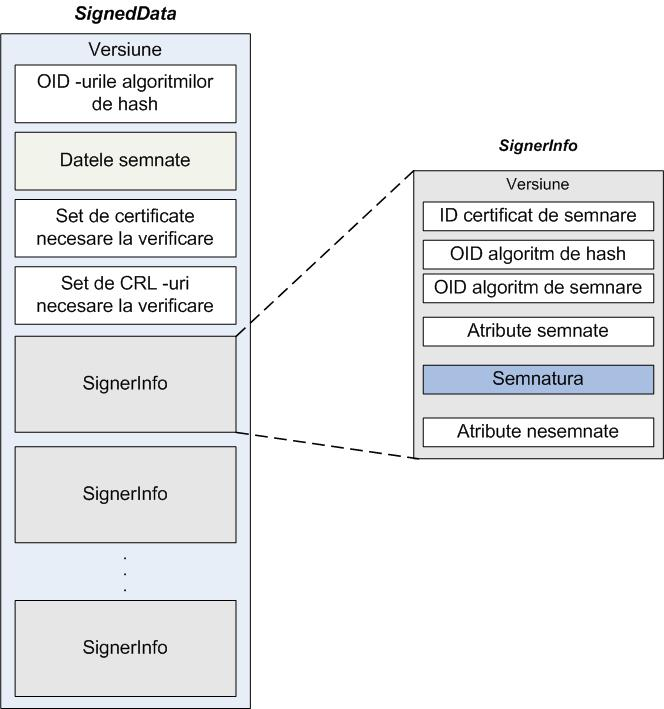 SignedData
Versiune
OID -urile algoritmilor
de hash
Datele semnate
Set de certificate
necesare la verificare
Set de CRL -uri
necesare la verificare
SignerInfo
SignerInfo
.
.
.
SignerInfo
SignerInfo
Versiune
ID certificat de semnare
OID algoritm de hash
OID algoritm de semnare
Atribute semnate
Semnatura
Atribute nesemnate